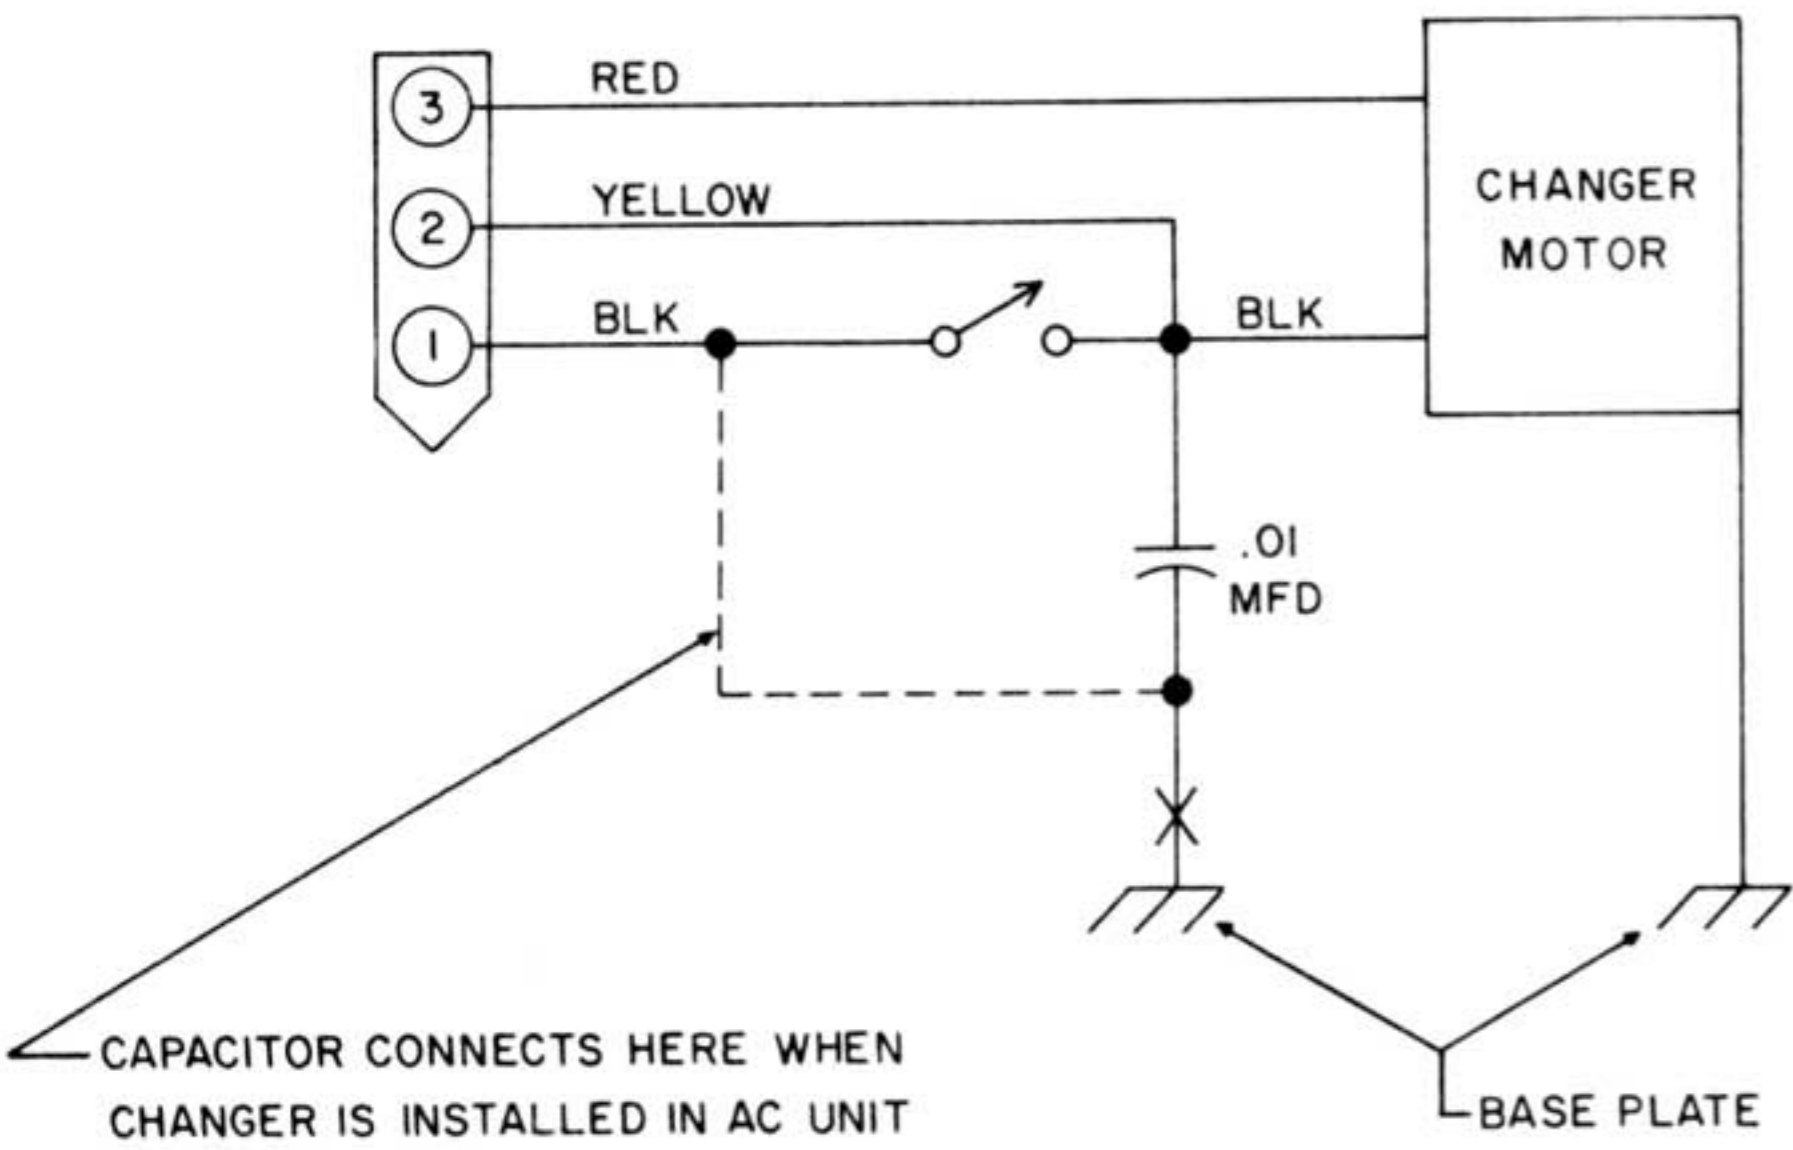 3
RED
2
YELLOW
1
BLK
BLK
CHANGER
MOTOR
.01
MFD
CAPACITOR CONNECTS HERE WHEN
CHANGER IS INSTALLED IN AC UNIT
BASE PLATE